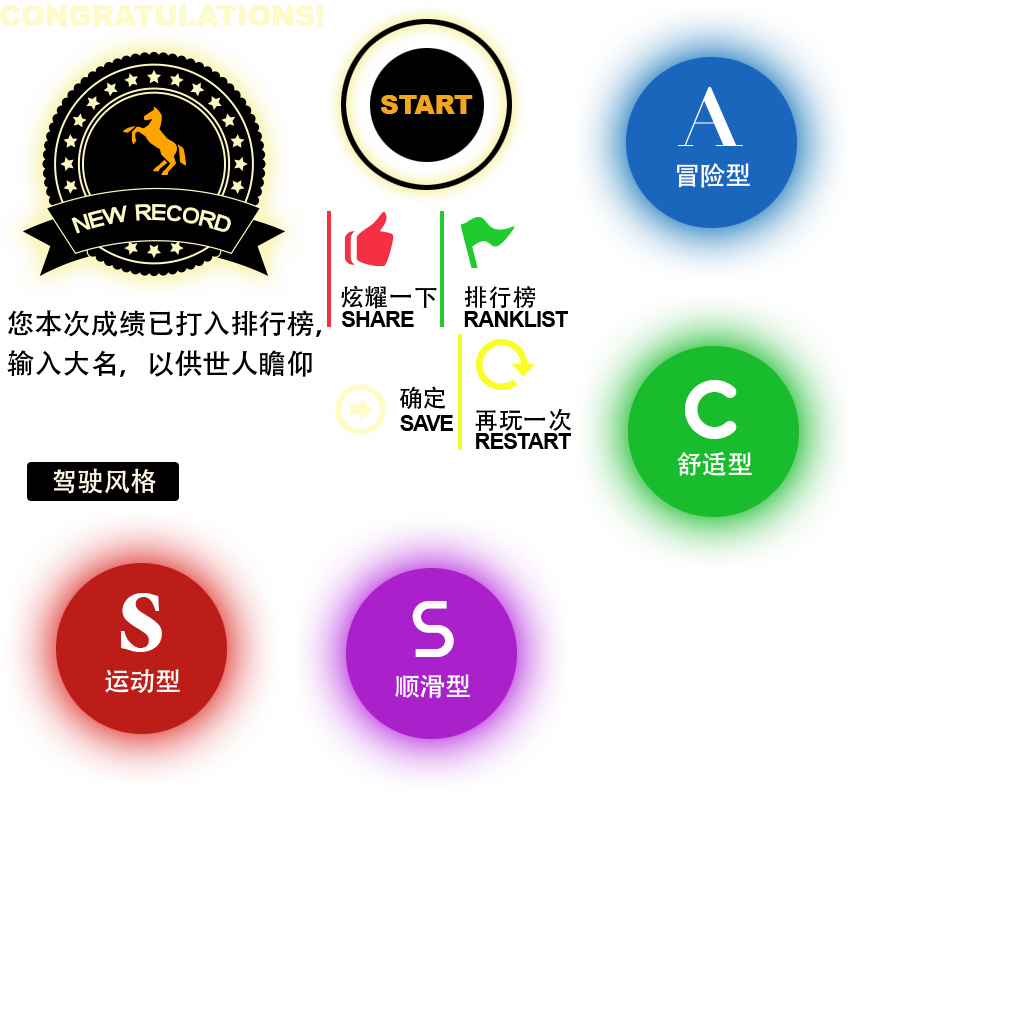 CONGRATULATIONS!
START
NEW RECORD
A
冒险型
您本次成绩已打入排行榜,
输入大名，以供世人瞻仰
炫耀一下
SHARE
排行榜
RANKLIST
确定
SAVE
再玩一次
RESTART
C
舒适型
驾驶风格
S
运动型
S
顺滑型